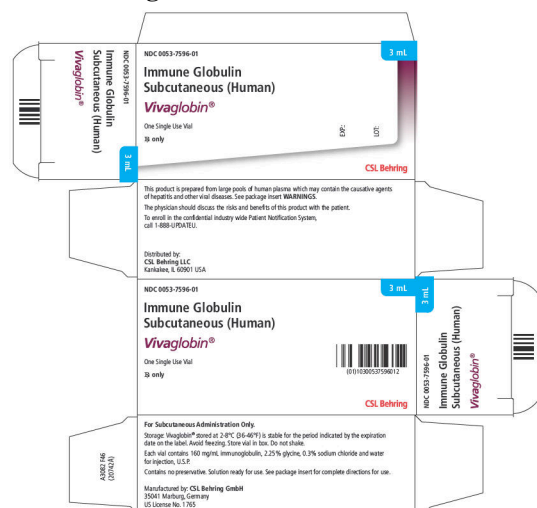 NDC 0053-7596-01
Immune Globulin
Subcutaneous (Human)
Vivaglobin®
3 mL
NDC 0053-7596-01
3 mL
Immune Globulin
Subcutaneous (Human)
Vivaglobin®
One Single Use Vial
℞ only
EXP.:
LOT:
CSL Behring
This product is prepared from large pools of human plasma which may contain the causative agents
of hepatitis and other viral diseases. See package insert WARNINGS.
The physician should discuss the risks and benefits of this product with the patient.
To enroll in the confidential industry wide Patient Notification System,
call 1-888-UPDATEU.
Distributed by:
CSL Behring LLC
Kankakee, IL 60901 USA
NDC 0053-7596-01
3 mL
Immune Globulin
Subcutaneous (Human)
Vivaglobin®
One Single Use Vial
℞ only
(01)10300537596012
CSL Behring
3 mL
NDC 0053-7596-01
Immune Globulin
Subcutaneous (Human)
Vivaglobin®
For Subcutaneous Administration Only.
Storage: Vivaglobin® stored at 2-8°C (36-46°F) is stable for the period indicated by the expiration
date on the label. Avoid freezing. Store vial in box. Do not shake.
Each vial contains 160 mg/mL immunoglobulin, 2.25% glycine, 0.3% sodium chloride and water
for injection, U.S.P.
Contains no preservative. Solution ready for use. See package insert for complete directions for use.
Manufactured by: CSL Behring GmbH
35041 Marburg, Germany
US License No. 1765
A3082 F46
(20742A)